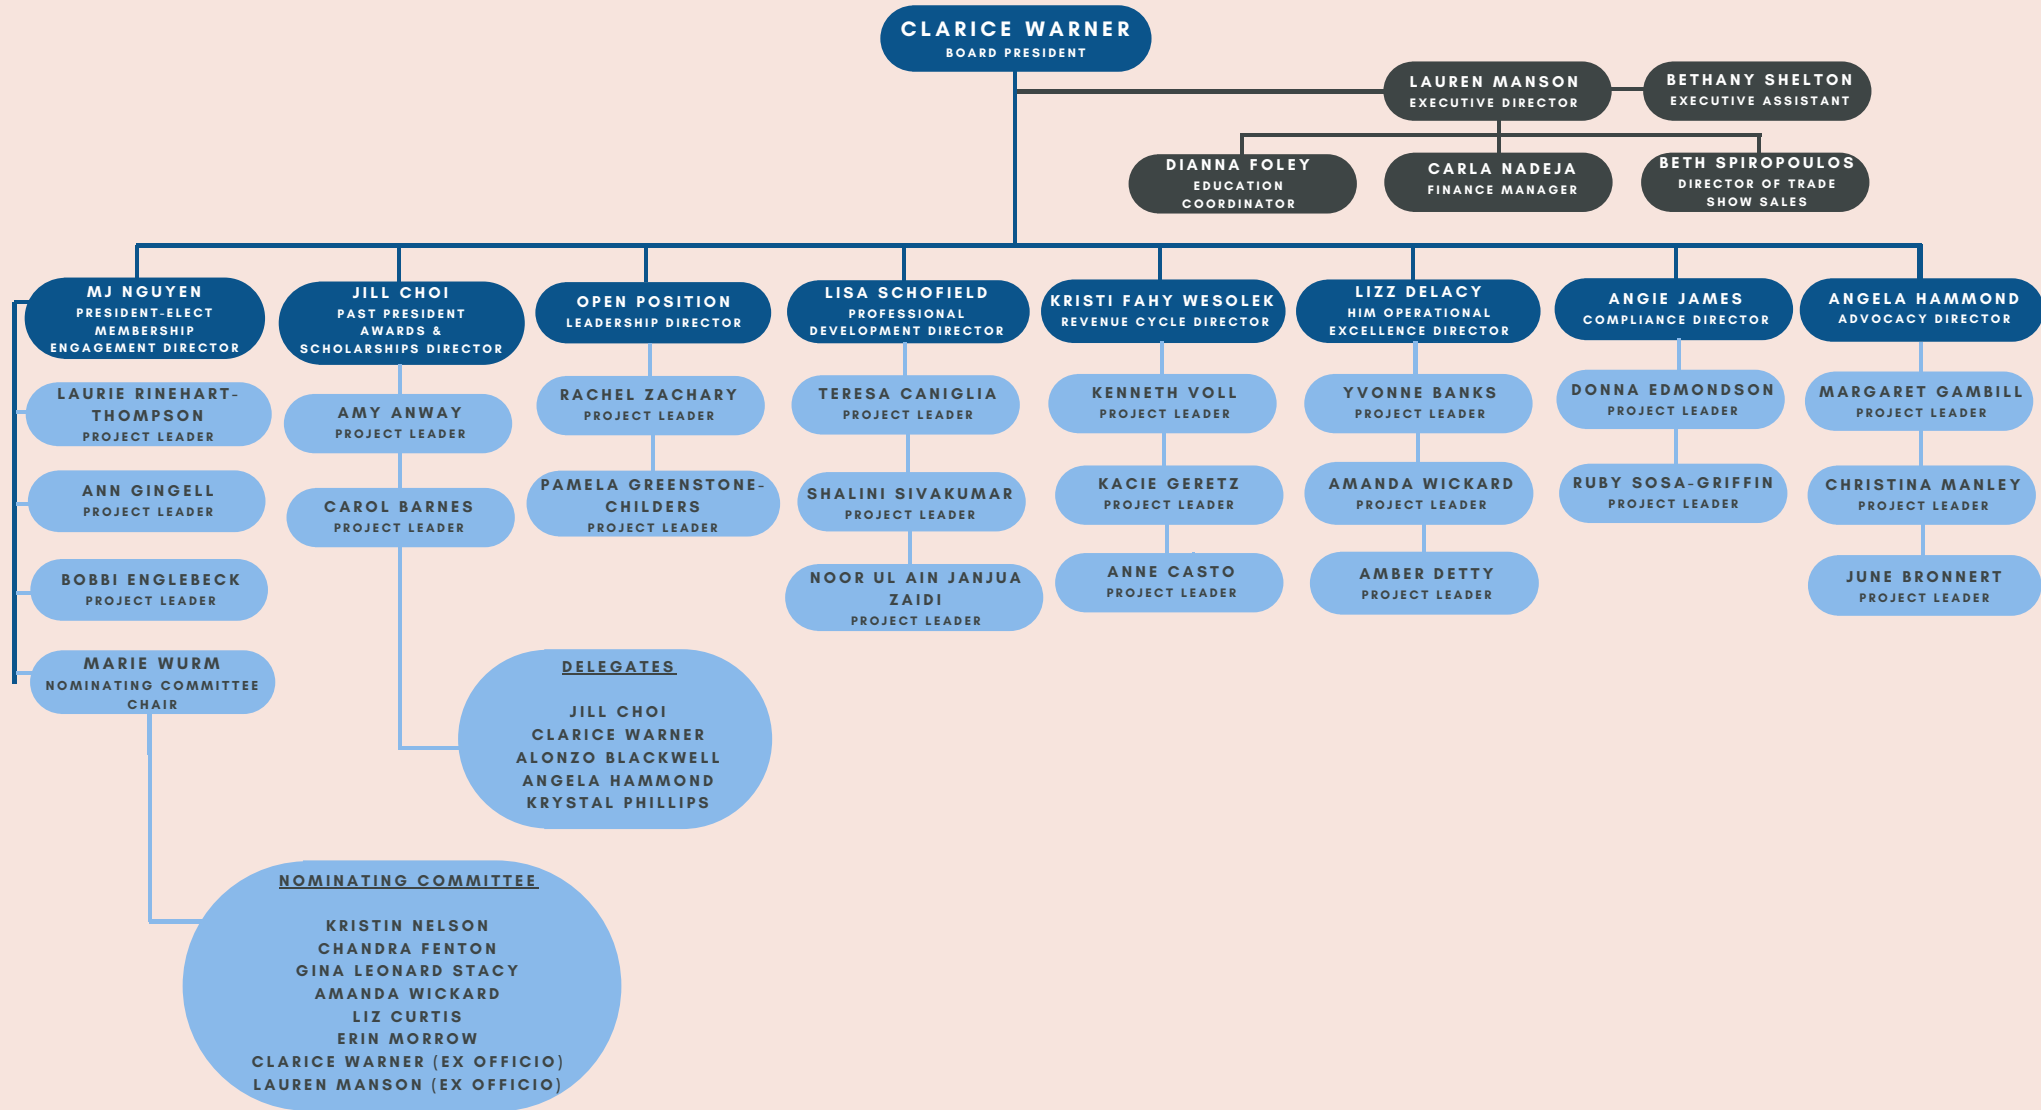 CLARICE WARNER
BOARD PRESIDENT
LAUREN MANSON
EXECUTIVE DIRECTOR
BETHANY SHELTON
EXECUTIVE ASSISTANT
DIANNA FOLEY
EDUCATION
COORDINATOR
CARLA NADEJA
FINANCE MANAGER
BETH SPIROPOULOS
DIRECTOR OF TRADE
SHOW SALES
MJ NGUYEN
PRESIDENT-ELECT
MEMBERSHIP
ENGAGEMENT DIRECTOR
LAURIE RINEHART-
THOMPSON
PROJECT LEADER
ANN GINGELL
PROJECT LEADER
BOBBI ENGLEBECK
PROJECT LEADER
MARIE WURM
NOMINATING COMMITTEE
CHAIR
JILL CHOI
PAST PRESIDENT
AWARDS &
SCHOLARSHIPS DIRECTOR
AMY ANWAY
PROJECT LEADER
CAROL BARNES
PROJECT LEADER
OPEN POSITION
LEADERSHIP DIRECTOR
RACHEL ZACHARY
PROJECT LEADER
PAMELA GREENSTONE-
CHILDERS
PROJECT LEADER
LISA SCHOFIELD
PROFESSIONAL
DEVELOPMENT DIRECTOR
TERESA CANIGLIA
PROJECT LEADER
SHALINI SIVAKUMAR
PROJECT LEADER
NOOR UL AIN JANJUA
ZAIDI
PROJECT LEADER
KRISTI FAHY WESOLEK
REVENUE CYCLE DIRECTOR
KENNETH VOLL
PROJECT LEADER
KACIE GERETZ
PROJECT LEADER
ANNE CASTO
PROJECT LEADER
LIZZ DELACY
HIM OPERATIONAL
EXCELLENCE DIRECTOR
YVONNE BANKS
PROJECT LEADER
AMANDA WICKARD
PROJECT LEADER
AMBER DETTY
PROJECT LEADER
ANGIE JAMES
COMPLIANCE DIRECTOR
DONNA EDMONDSON
PROJECT LEADER
RUBY SOSA-GRIFFIN
PROJECT LEADER
ANGELA HAMMOND
ADVOCACY DIRECTOR
MARGARET GAMBILL
PROJECT LEADER
CHRISTINA MANLEY
PROJECT LEADER
JUNE BRONNERT
PROJECT LEADER
DELEGATES
JILL CHOI
CLARICE WARNER
ALONZO BLACKWELL
ANGELA HAMMOND
KRYSTAL PHILLIPS
NOMINATING COMMITTEE
KRISTIN NELSON
CHANDRA FENTON
GINA LEONARD STACY
AMANDA WICKARD
LIZ CURTIS
ERIN MORROW
CLARICE WARNER (EX OFFICIO)
LAUREN MANSON (EX OFFICIO)